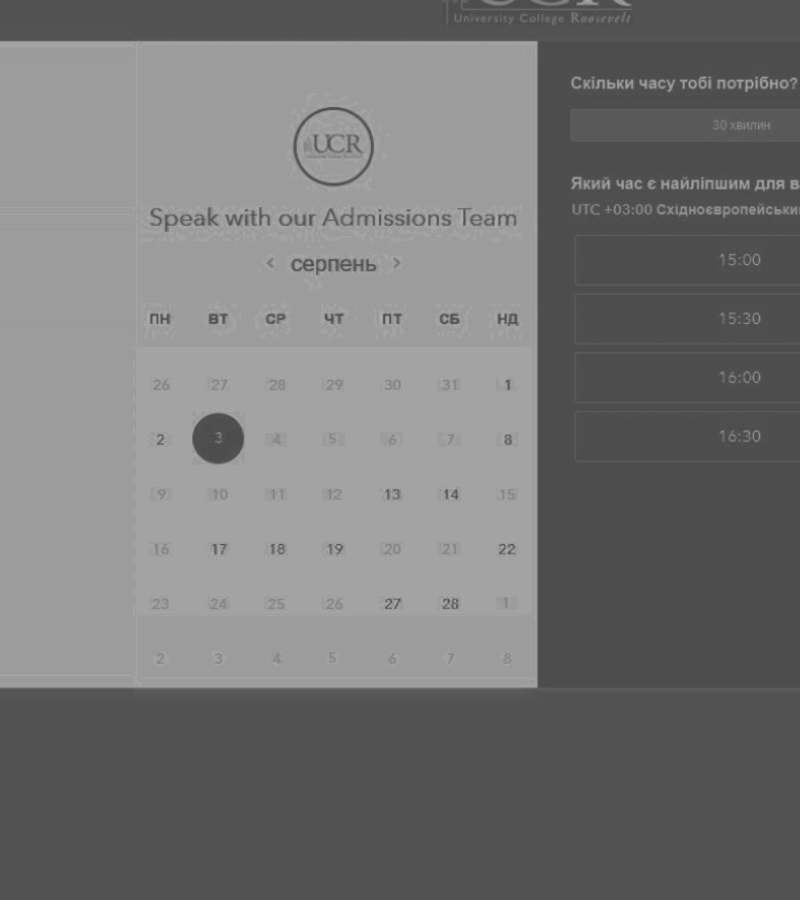 UCR
University College Roosevelt
UCR
Speak with our Admissions Team
< серпень >
ПН ВТ СР ЧТ ПТ СБ НД
26 27 28 29 30 31 1
2 3 4 5 6 7 8
9 10 11 12 13 14 15
16 17 18 19 20 21 22
23 24 25 26 27 28 1
2 3 4 5 6 7 8
Скільки часу тобі потрібно?
30 хвилин
Який час є найліпшим для в
UTC +03:00 Східноєвропейськи
15:00
15:30
16:00
16:30